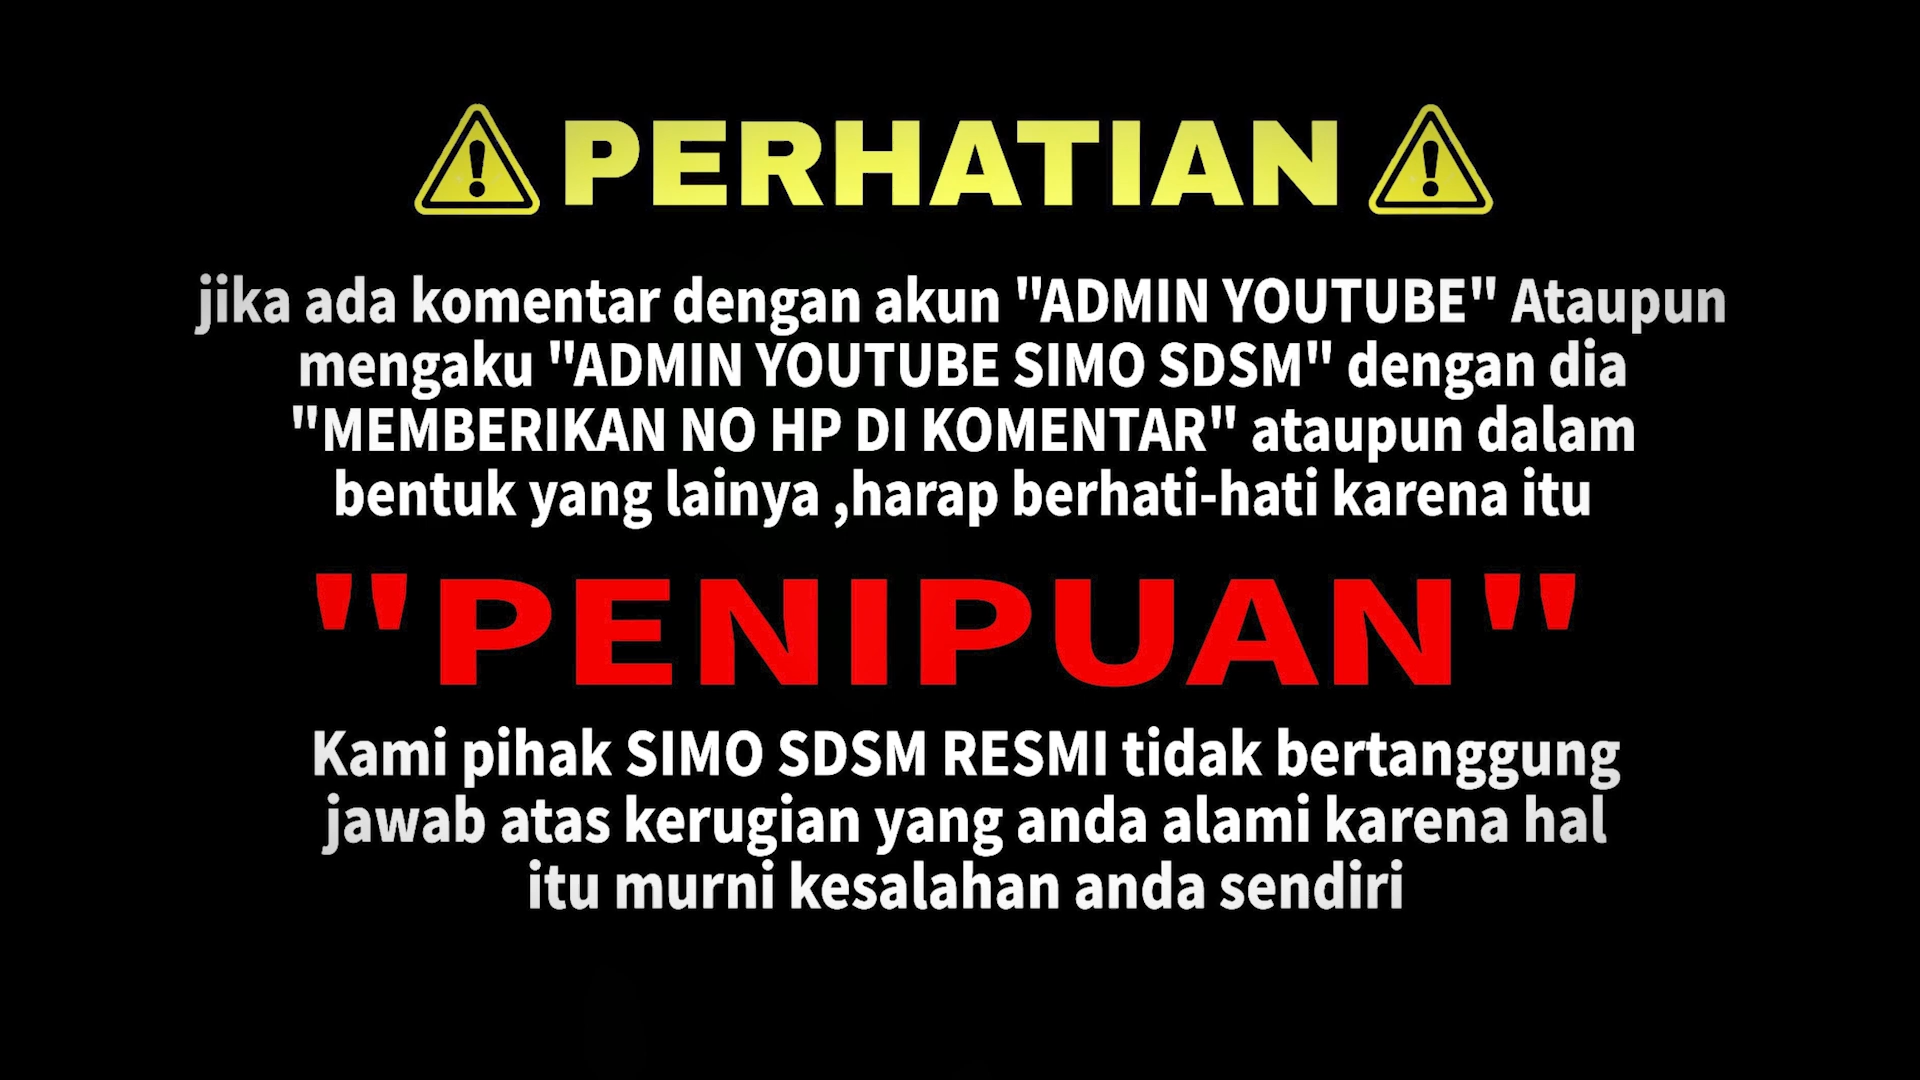 PERHATIAN
jika ada komentar dengan akun "ADMIN YOUTUBE" Ataupun
mengaku "ADMIN YOUTUBE SIMO SDSM" dengan dia
"MEMBERIKAN NO HP DI KOMENTAR" ataupun dalam
bentuk yang lainya ,harap berhati-hati karena itu
"PENIPUAN"
Kami pihak SIMO SDSM RESMI tidak bertanggung
jawab atas kerugian yang anda alami karena hal
itu murni kesalahan anda sendiri